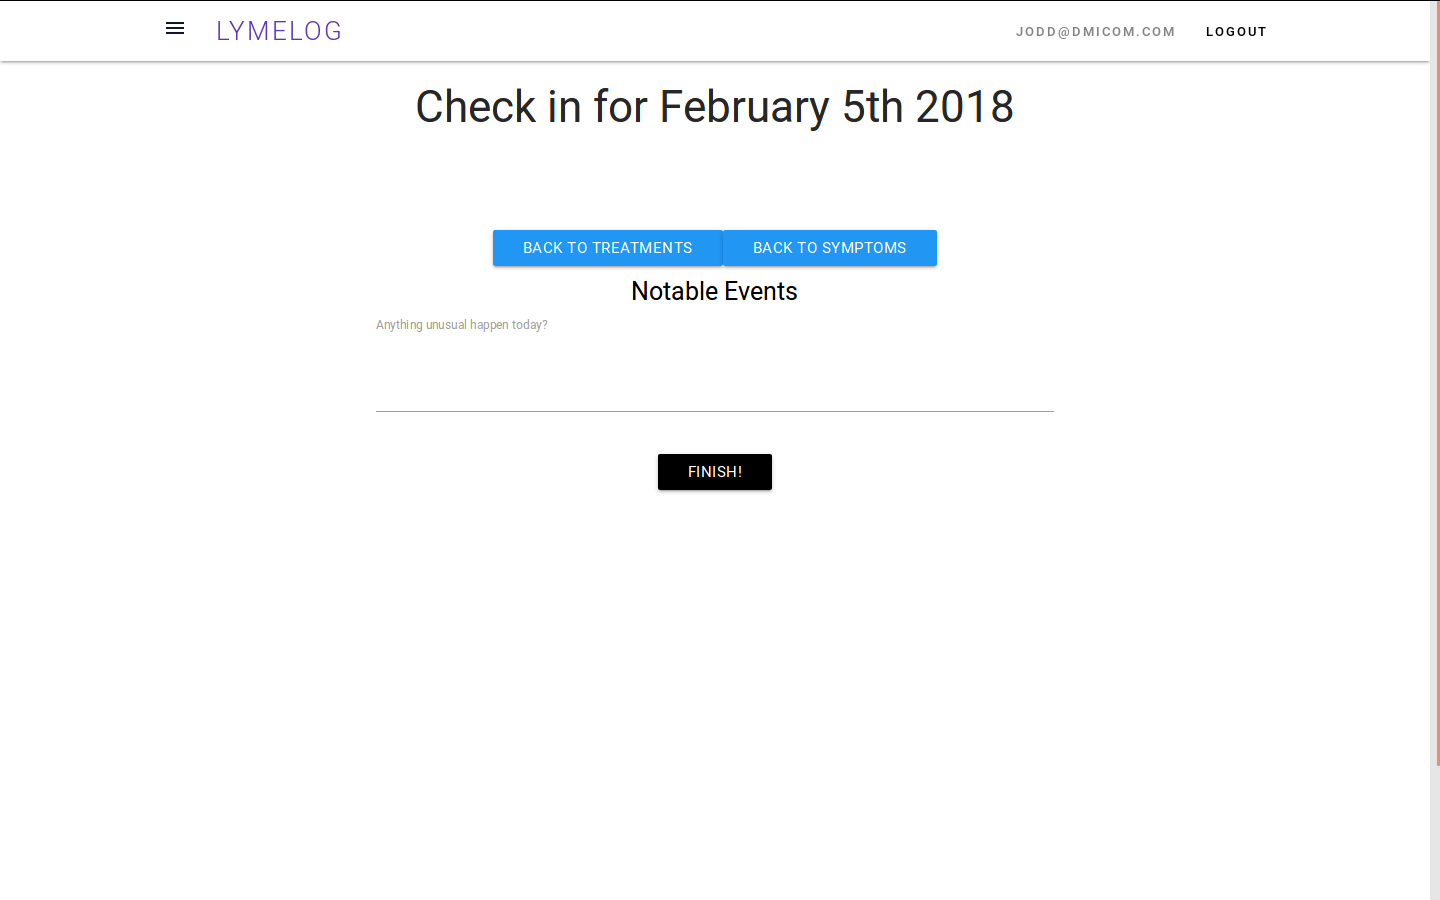 LYMELOG JODD@DMICOM.COM LOGOUT
Check in for February 5th 2018
BACK TO TREATMENTS BACK TO SYMPTOMS
Notable Events
Anything unusual happen today?
FINISH!